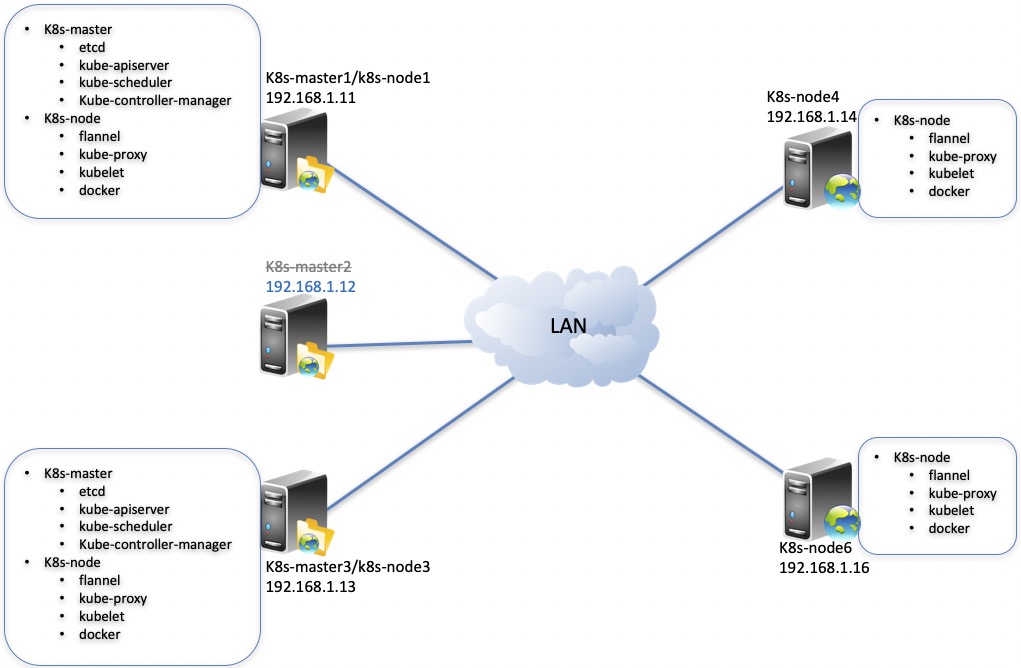 • K8s-master
• etcd
• kube-apiserver
• kube-scheduler
• Kube-controller-manager
• K8s-node
• flannel
• kube-proxy
• kubelet
• docker
K8s-master1/k8s-node1
192.168.1.11
K8s-node4
192.168.1.14
• K8s-node
• flannel
• kube-proxy
• kubelet
• docker
K8s-master2
192.168.1.12
LAN
• K8s-master
• etcd
• kube-apiserver
• kube-scheduler
• Kube-controller-manager
• K8s-node
• flannel
• kube-proxy
• kubelet
• docker
K8s-master3/k8s-node3
192.168.1.13
• K8s-node
• flannel
• kube-proxy
• kubelet
• docker
K8s-node6
192.168.1.16